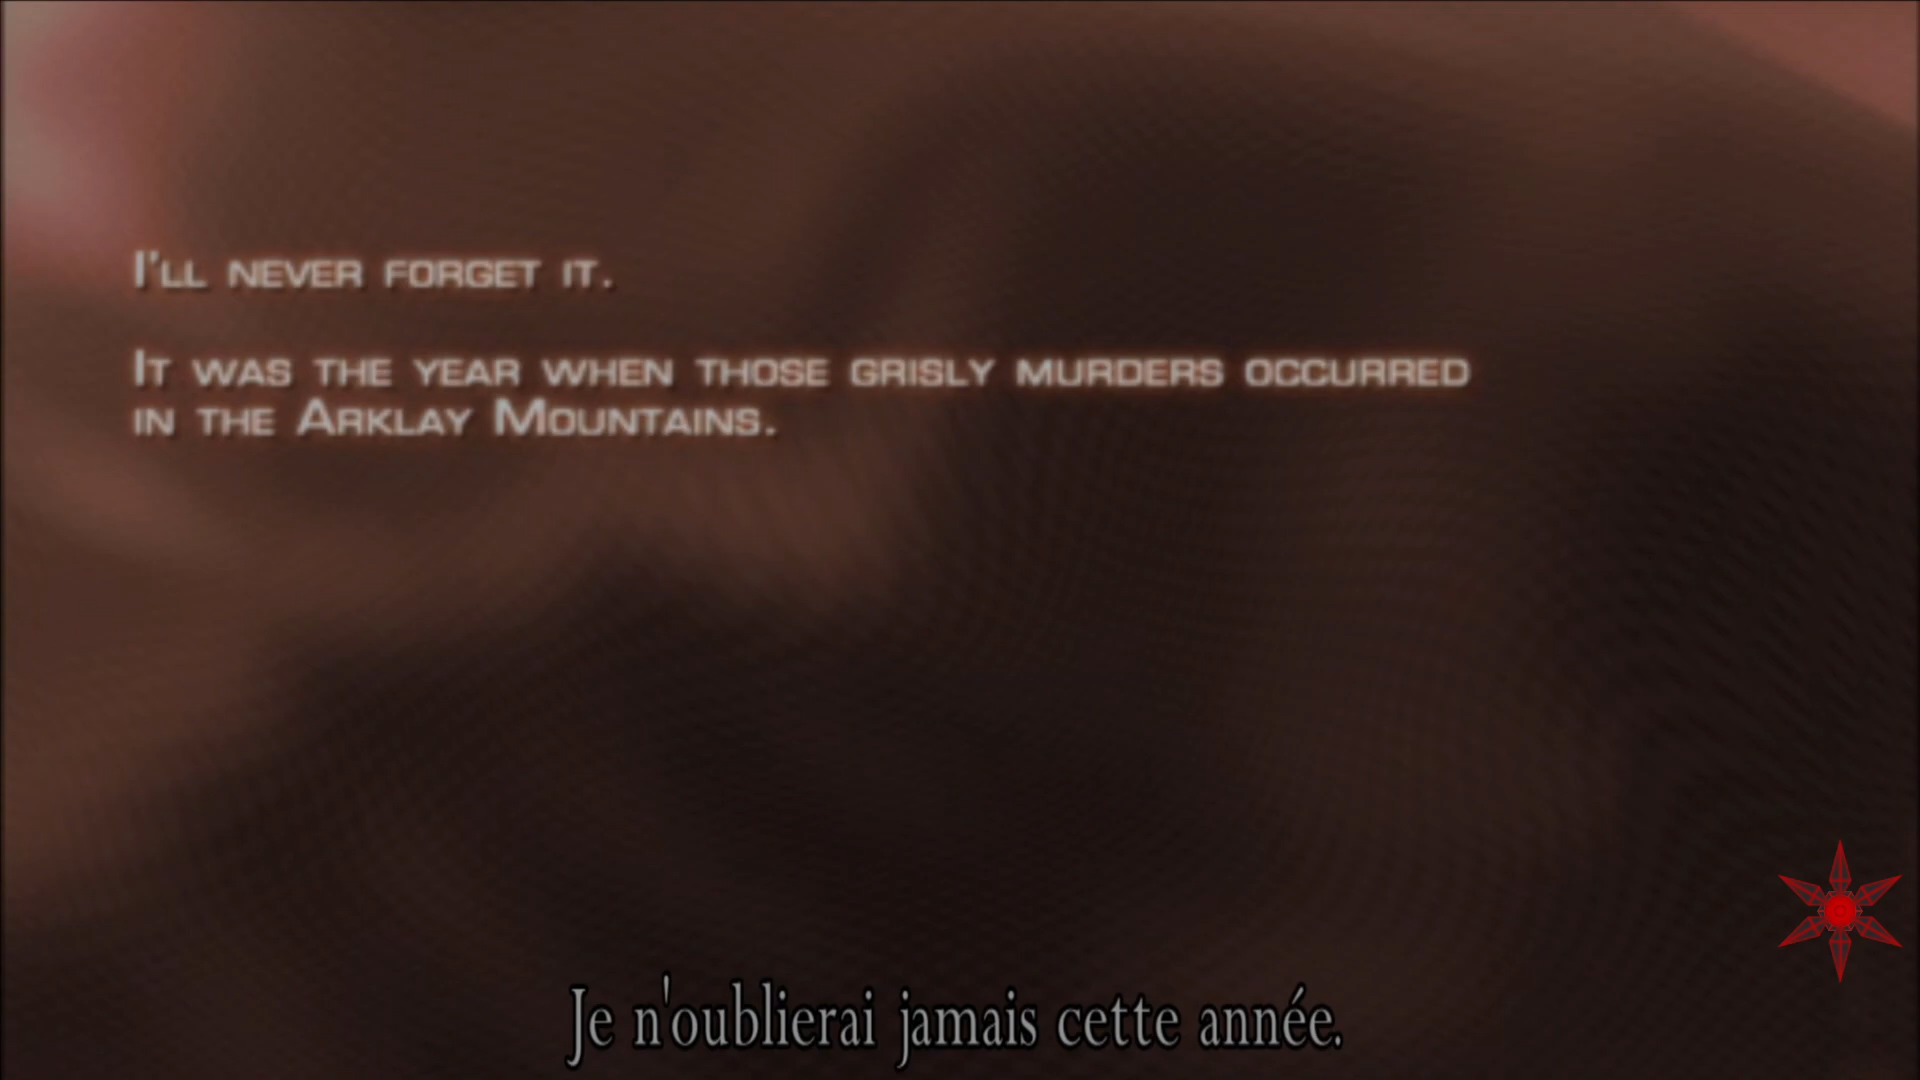 I'll never forget it.
It was the year when those grisly murders occurred
in the Arklay Mountains.
Je n'oublierai jamais cette année.